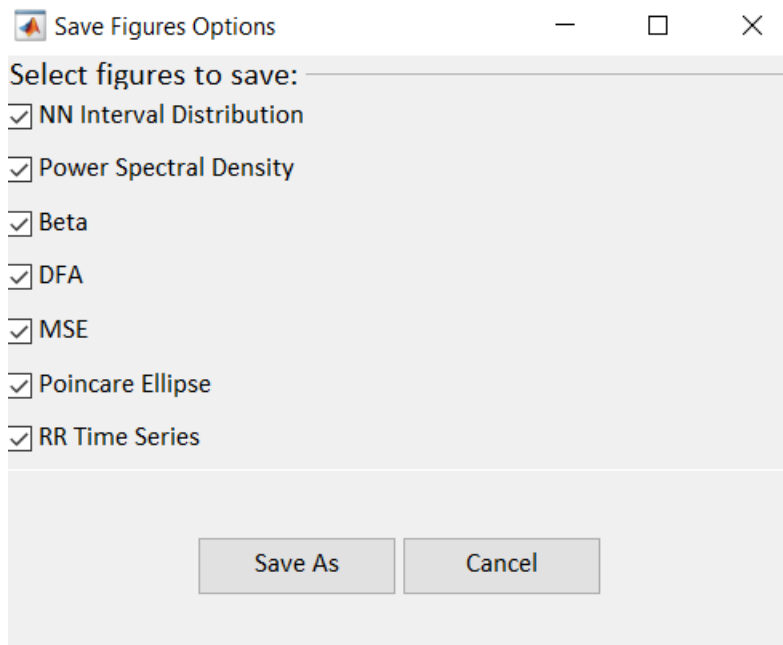 Save Figures Options
Select figures to save:
NN Interval Distribution
Power Spectral Density
Beta
DFA
MSE
Poincare Ellipse
RR Time Series
Save As Cancel